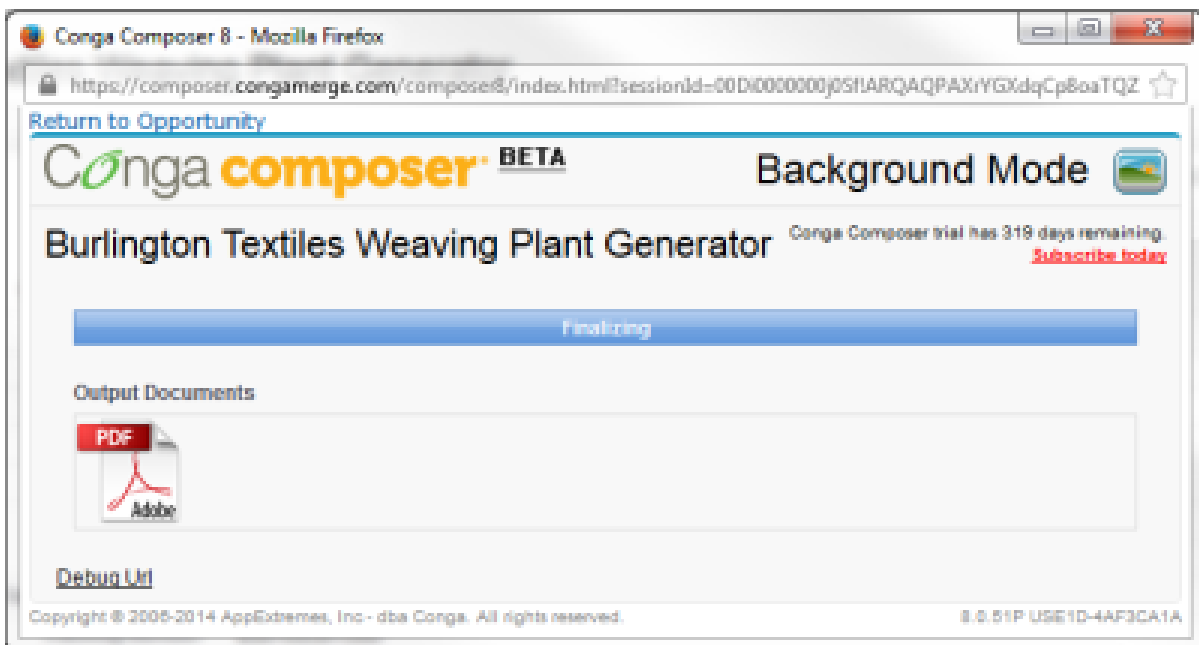 Conga Composer 8 - Mozilla Firefox
https://composer.congamerge.com/composer8/index.html?sessionId=
Return to Opportunity
Conga composer BETA
Background Mode
Burlington Textiles Weaving Plant Generator
Conga Composer trial has 319 days remaining.
Subscribe today
Finalizing
Output Documents
PDF
Adobe
Debug Url
Copyright © 2006-2014 AppExtremes, Inc - dba Conga. All rights reserved.
8.0.51P USE1D-4AF3CA1A